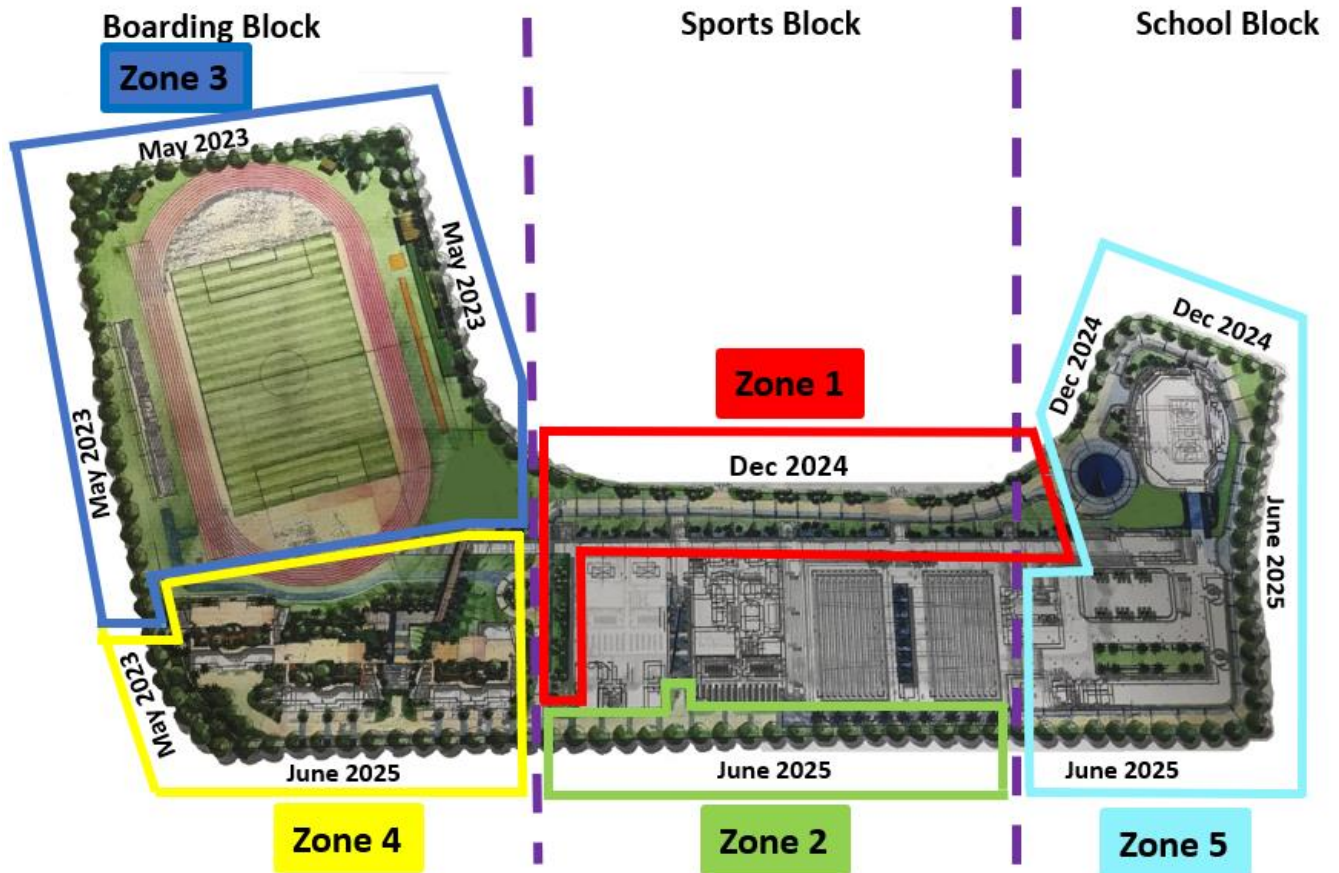 Boarding Block
Sports Block
School Block
Zone 3
May 2023
May 2023
May 2023
Zone 1
Dec 2024
Dec 2024
Dec 2024
June 2025
May 2023
June 2025
June 2025
June 2025
Zone 4
Zone 2
Zone 5